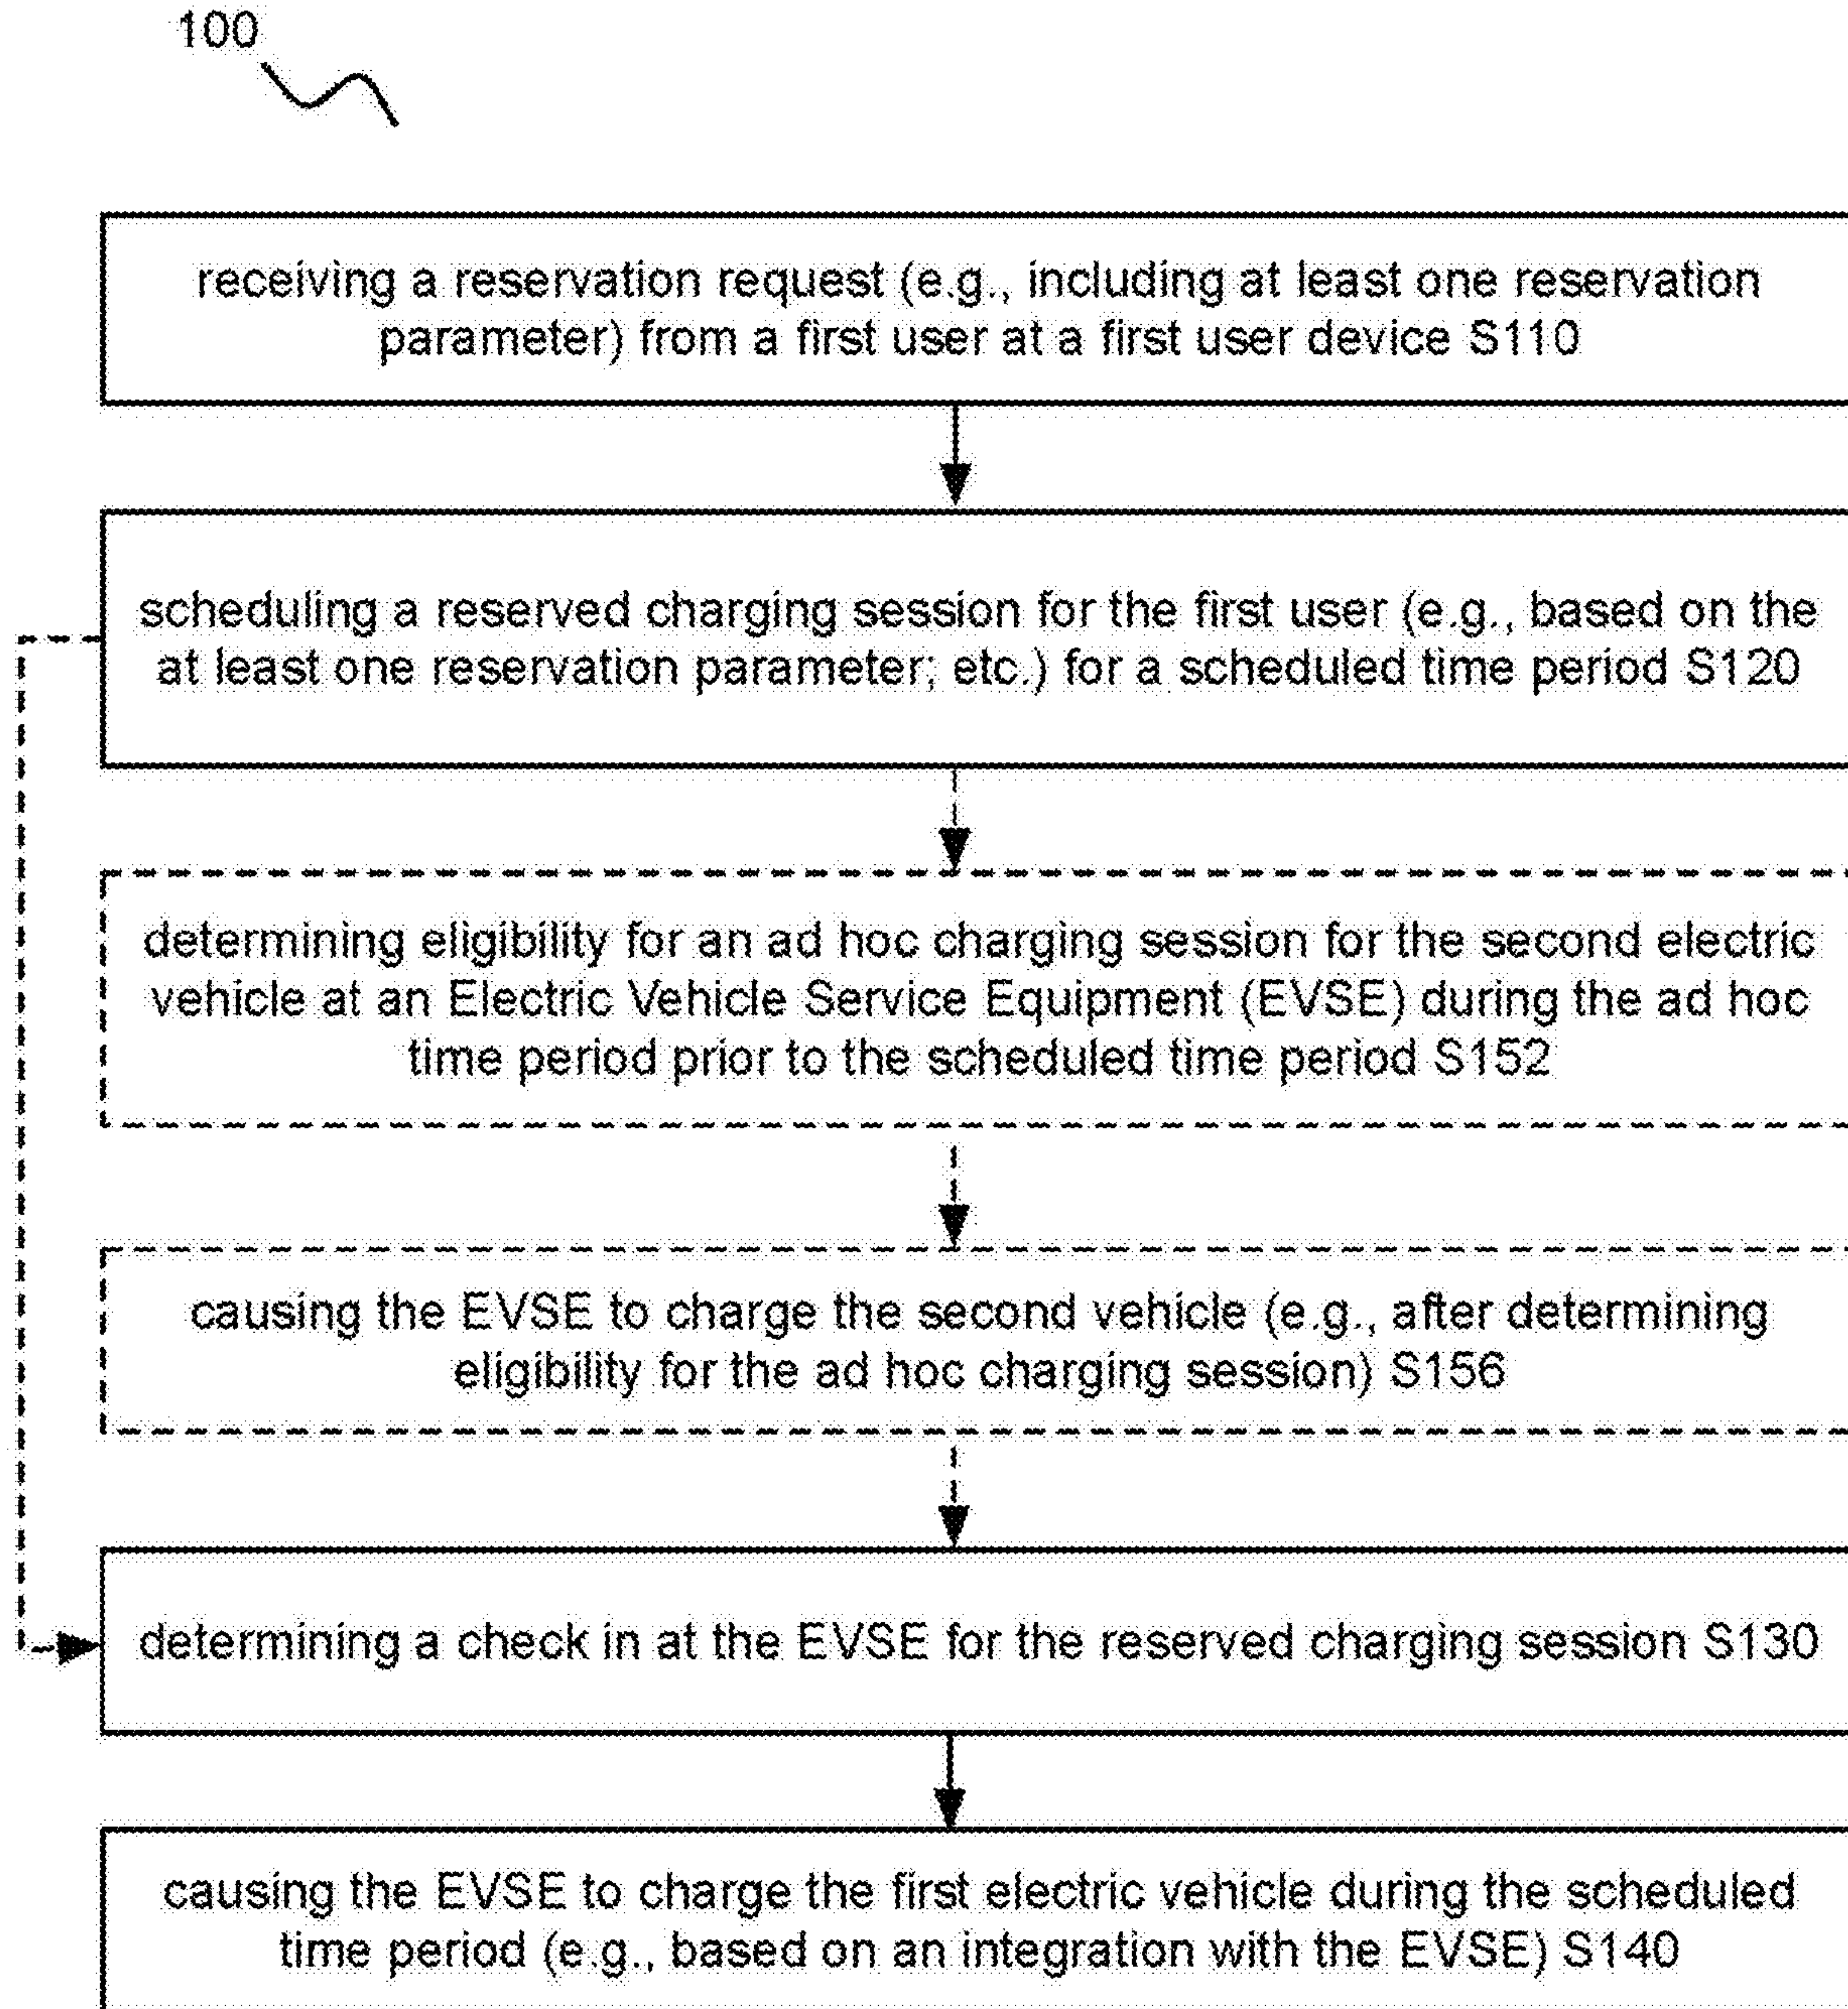 100
receiving a reservation request (e.g., including at least one reservation
parameter) from a first user at a first user device S110
scheduling a reserved charging session for the first user (e.g., based on the
at least one reservation parameter; etc.) for a scheduled time period S120
determining eligibility for an ad hoc charging session for the second electric
vehicle at an Electric Vehicle Service Equipment (EVSE) during the ad hoc
time period prior to the scheduled time period S152
causing the EVSE to charge the second vehicle (e.g., after determining
eligibility for the ad hoc charging session) S156
determining a check in at the EVSE for the reserved charging session S130
causing the EVSE to charge the first electric vehicle during the scheduled
time period (e.g., based on an integration with the EVSE) S140